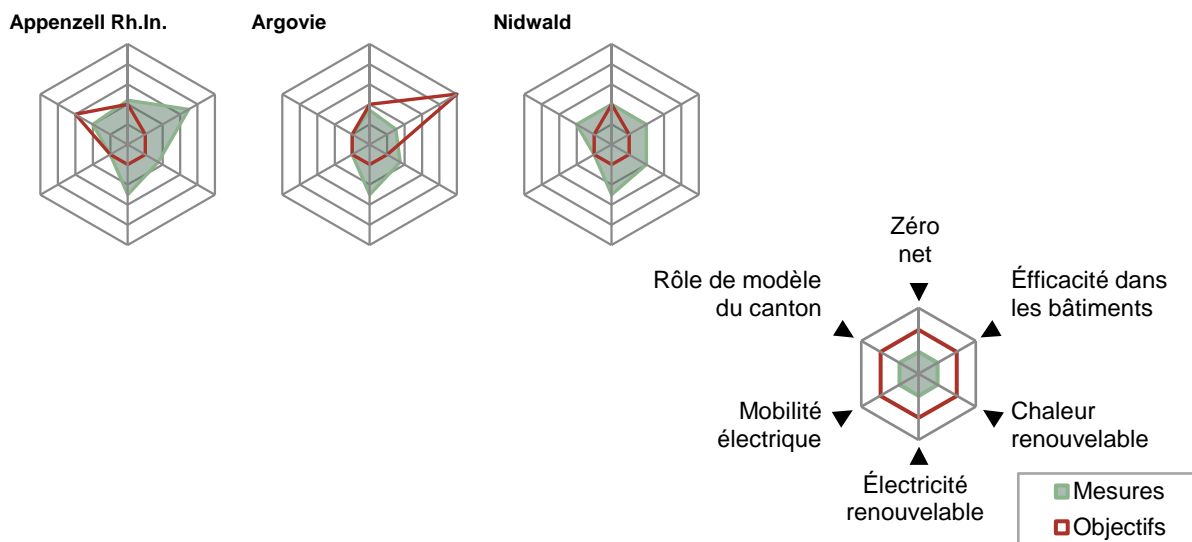 Appenzell Rh.In.
Argovie
Nidwald
Zéro
net
Rôle de modèle
du canton
Éfficacité dans
les bâtiments
Mobilité
électrique
Chaleur
renouvelable
Électricité
renouvelable
Mesures
Objectifs